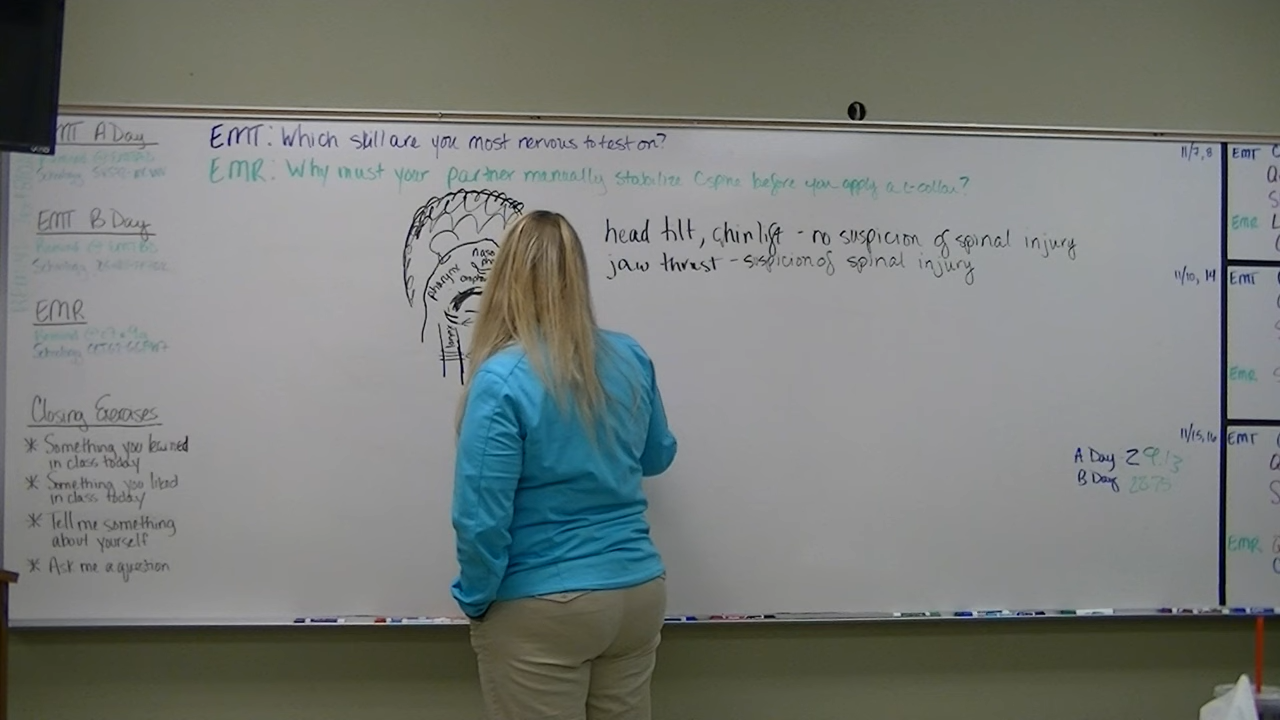 EMT A Day
EMT B Day
EMR
Closing Exercises
* Something you learned
in class today
* Something you liked
in class today
* Tell me something
about yourself
* Ask me a question
EMT: Which skill are you most nervous to test on?
EMR: Why must your partner manually stabilize Cspine before you apply a c-collar?
pharynx
head tilt, chin lift - no suspicion of spinal injury
jaw thrust - suspicion of spinal injury
11/7,8
11/10, 14
11/15,16
A Day 29.13
B Day
EMT
EMR
EMT
EMR
EMT
EMR